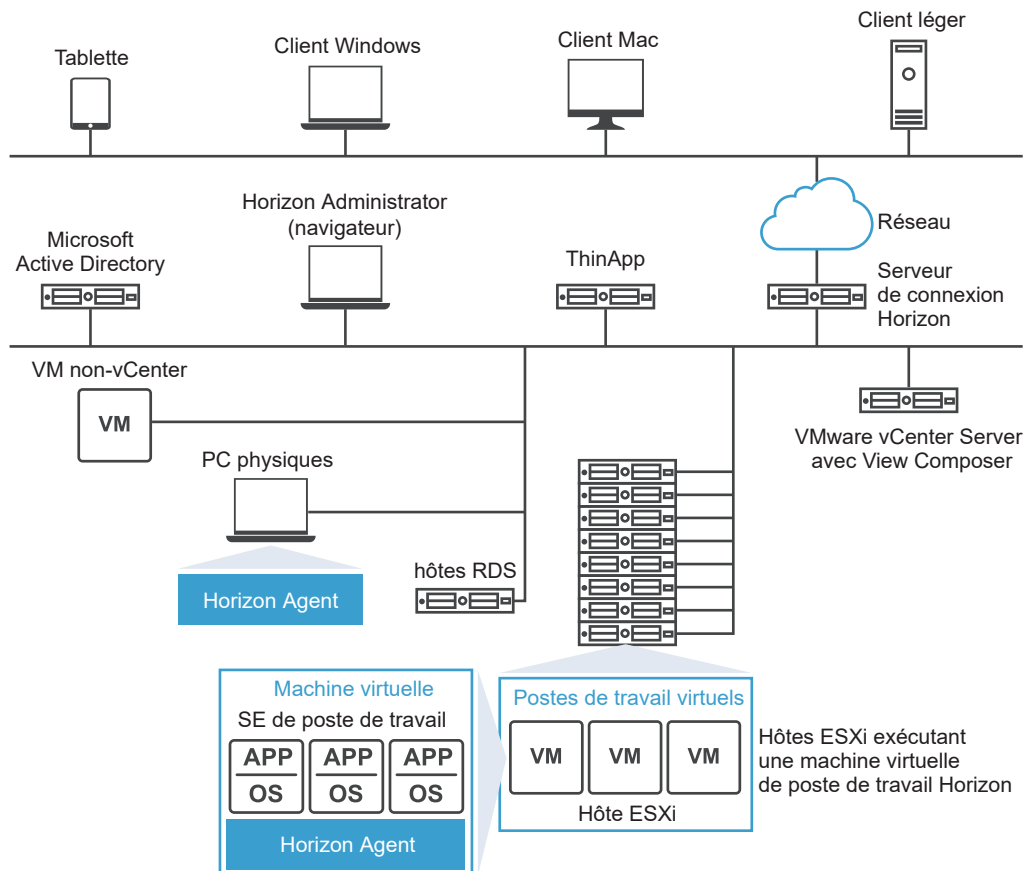 Tablette
Client Windows
Client Mac
Client léger
Réseau
Microsoft
Active Directory
Horizon Administrator
(navigateur)
ThinApp
Serveur
de connexion
Horizon
VM non-vCenter
VM
PC physiques
Horizon Agent
hôtes RDS
VMware vCenter Server
avec View Composer
Machine virtuelle
SE de poste de travail
APP APP APP
OS OS OS
Horizon Agent
Postes de travail virtuels
VM VM VM
Hôte ESXi
Hôtes ESXi exécutant
une machine virtuelle
de poste de travail Horizon